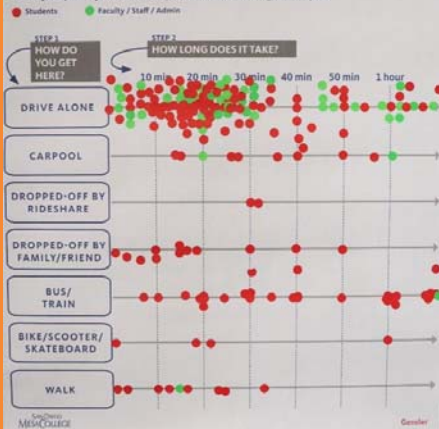 Students Faculty / Staff / Admin
STEP 1
HOW DO
YOU GET
HERE?
STEP 2
HOW LONG DOES IT TAKE?
10 min 20 min 30 min 40 min 50 min 1 hour
DRIVE ALONE
CARPOOL
DROPPED-OFF BY
RIDESHARE
DROPPED-OFF BY
FAMILY/FRIEND
BUS/
TRAIN
BIKE/SCOOTER/
SKATEBOARD
WALK
SAN DIEGO
MESA COLLEGE
Gensler